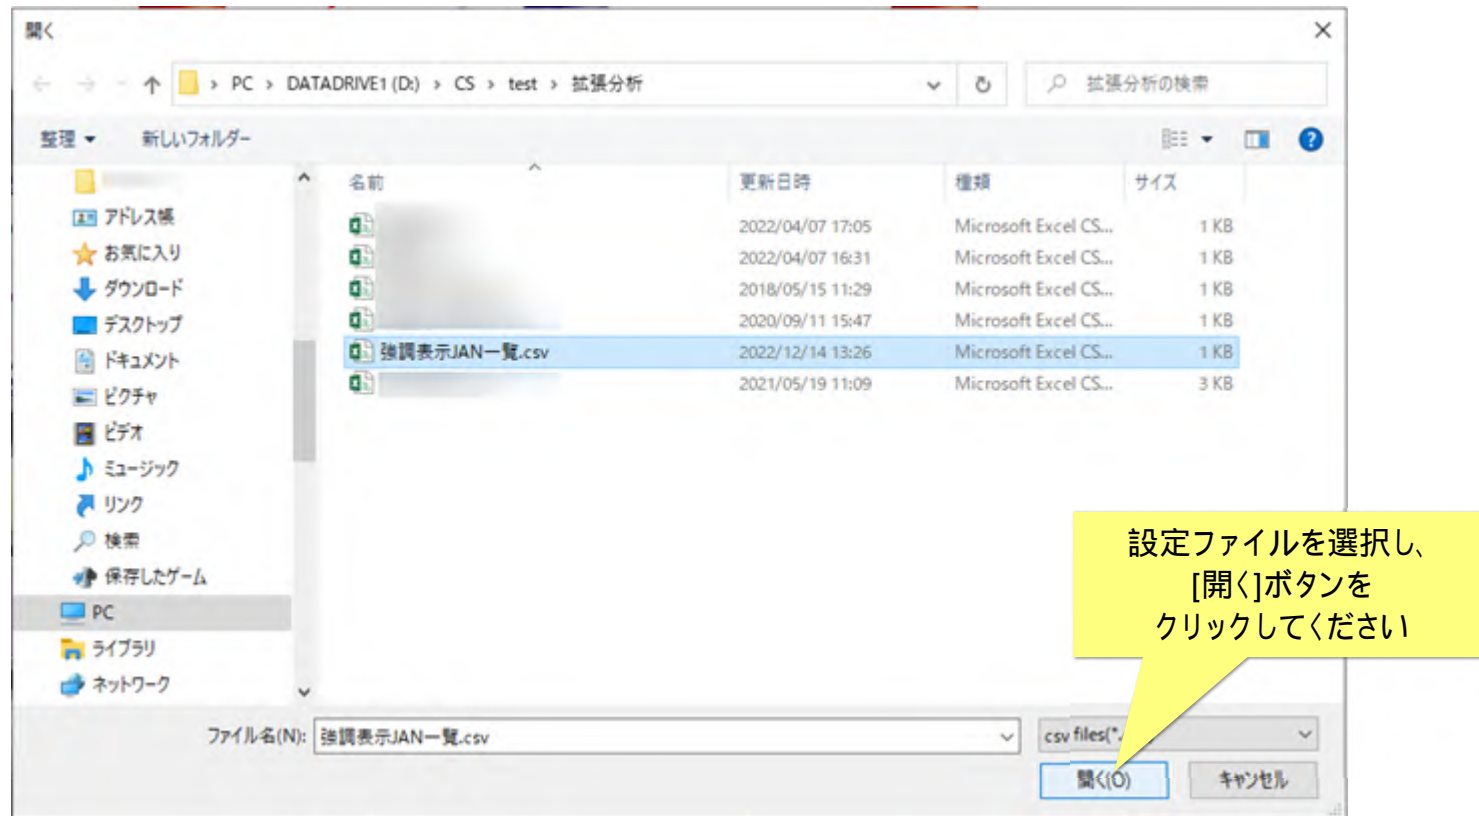 開く
PC › DATADRIVE1 (D:) › CS › test › 拡張分析
拡張分析の検索
整理
新しいフォルダー
名前 更新日時 種類 サイズ
2022/04/07 17:05 Microsoft Excel CS... 1 KB
2022/04/07 16:31 Microsoft Excel CS... 1 KB
2018/05/15 11:29 Microsoft Excel CS... 1 KB
2020/09/11 15:47 Microsoft Excel CS... 1 KB
強調表示JAN一覧.csv 2022/12/14 13:26 Microsoft Excel CS... 1 KB
2021/05/19 11:09 Microsoft Excel CS... 3 KB
アドレス帳
お気に入り
ダウンロード
デスクトップ
ドキュメント
ピクチャ
ビデオ
ミュージック
リンク
検索
保存したゲーム
PC
ライブラリ
ネットワーク
設定ファイルを選択し、
[開く]ボタンを
クリックしてください
ファイル名(N): 強調表示JAN一覧.csv
csv files(*.
開く(O)
キャンセル